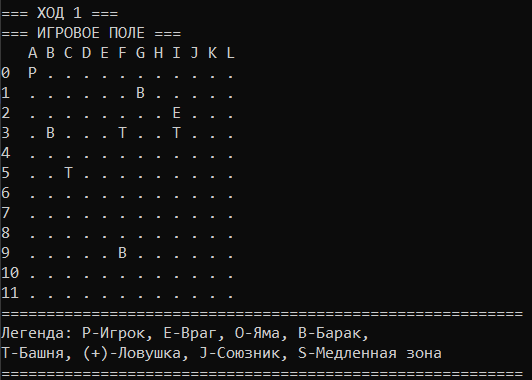 === ХОД 1 ===
=== ИГРОВОЕ ПОЛЕ ===
   A B C D E F G H I J K L
0  P . . . . . . . . . . .
1  . . . . . . B . . . . .
2  . . . . . . . . E . . .
3  . B . . . T . . T . . .
4  . . . . . . . . . . . .
5  . . T . . . . . . . . .
6  . . . . . . . . . . . .
7  . . . . . . . . . . . .
8  . . . . . . . . . . . .
9  . . . . . B . . . . . .
10 . . . . . . . . . . . .
11 . . . . . . . . . . . .
==========================================================
Легенда: P-Игрок, E-Враг, O-Яма, B-Барак,
T-Башня, (+)-Ловушка, J-Союзник, S-Медленная зона
==========================================================